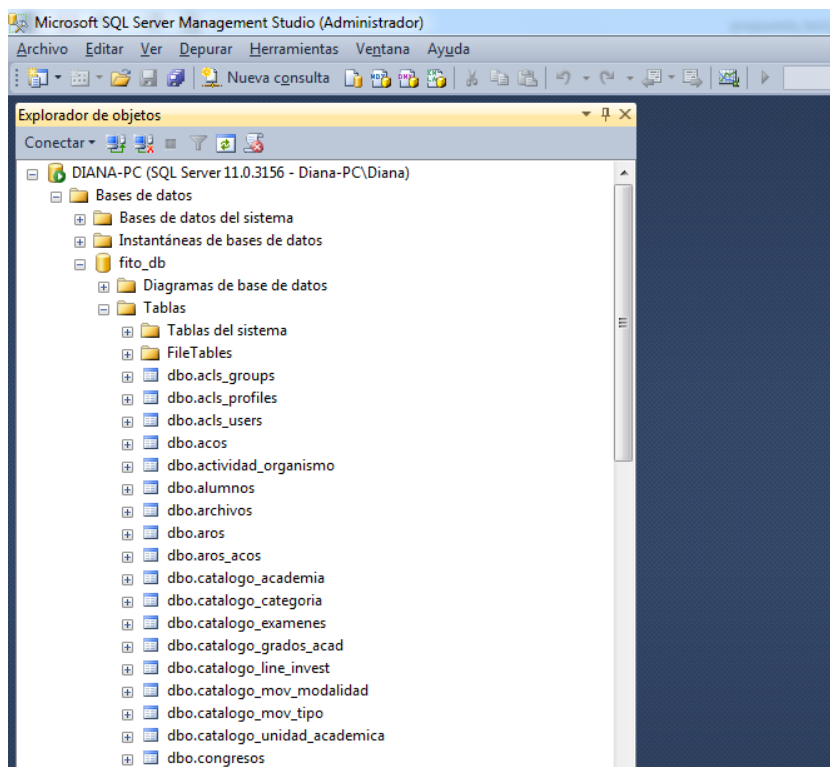 Microsoft SQL Server Management Studio (Administrador)
Archivo Editar Ver Depurar Herramientas Ventana Ayuda
Nueva consulta
Explorador de objetos
Conectar
DIANA-PC (SQL Server 11.0.3156 - Diana-PC\Diana)
Bases de datos
Bases de datos del sistema
Instantáneas de bases de datos
fito_db
Diagramas de base de datos
Tablas
Tablas del sistema
FileTables
dbo.acls_groups
dbo.acls_profiles
dbo.acls_users
dbo.acos
dbo.actividad_organismo
dbo.alumnos
dbo.archivos
dbo.aros
dbo.aros_acos
dbo.catalogo_academia
dbo.catalogo_categoria
dbo.catalogo_examenes
dbo.catalogo_grados_acad
dbo.catalogo_line_invest
dbo.catalogo_mov_modalidad
dbo.catalogo_mov_tipo
dbo.catalogo_unidad_academica
dbo.congresos